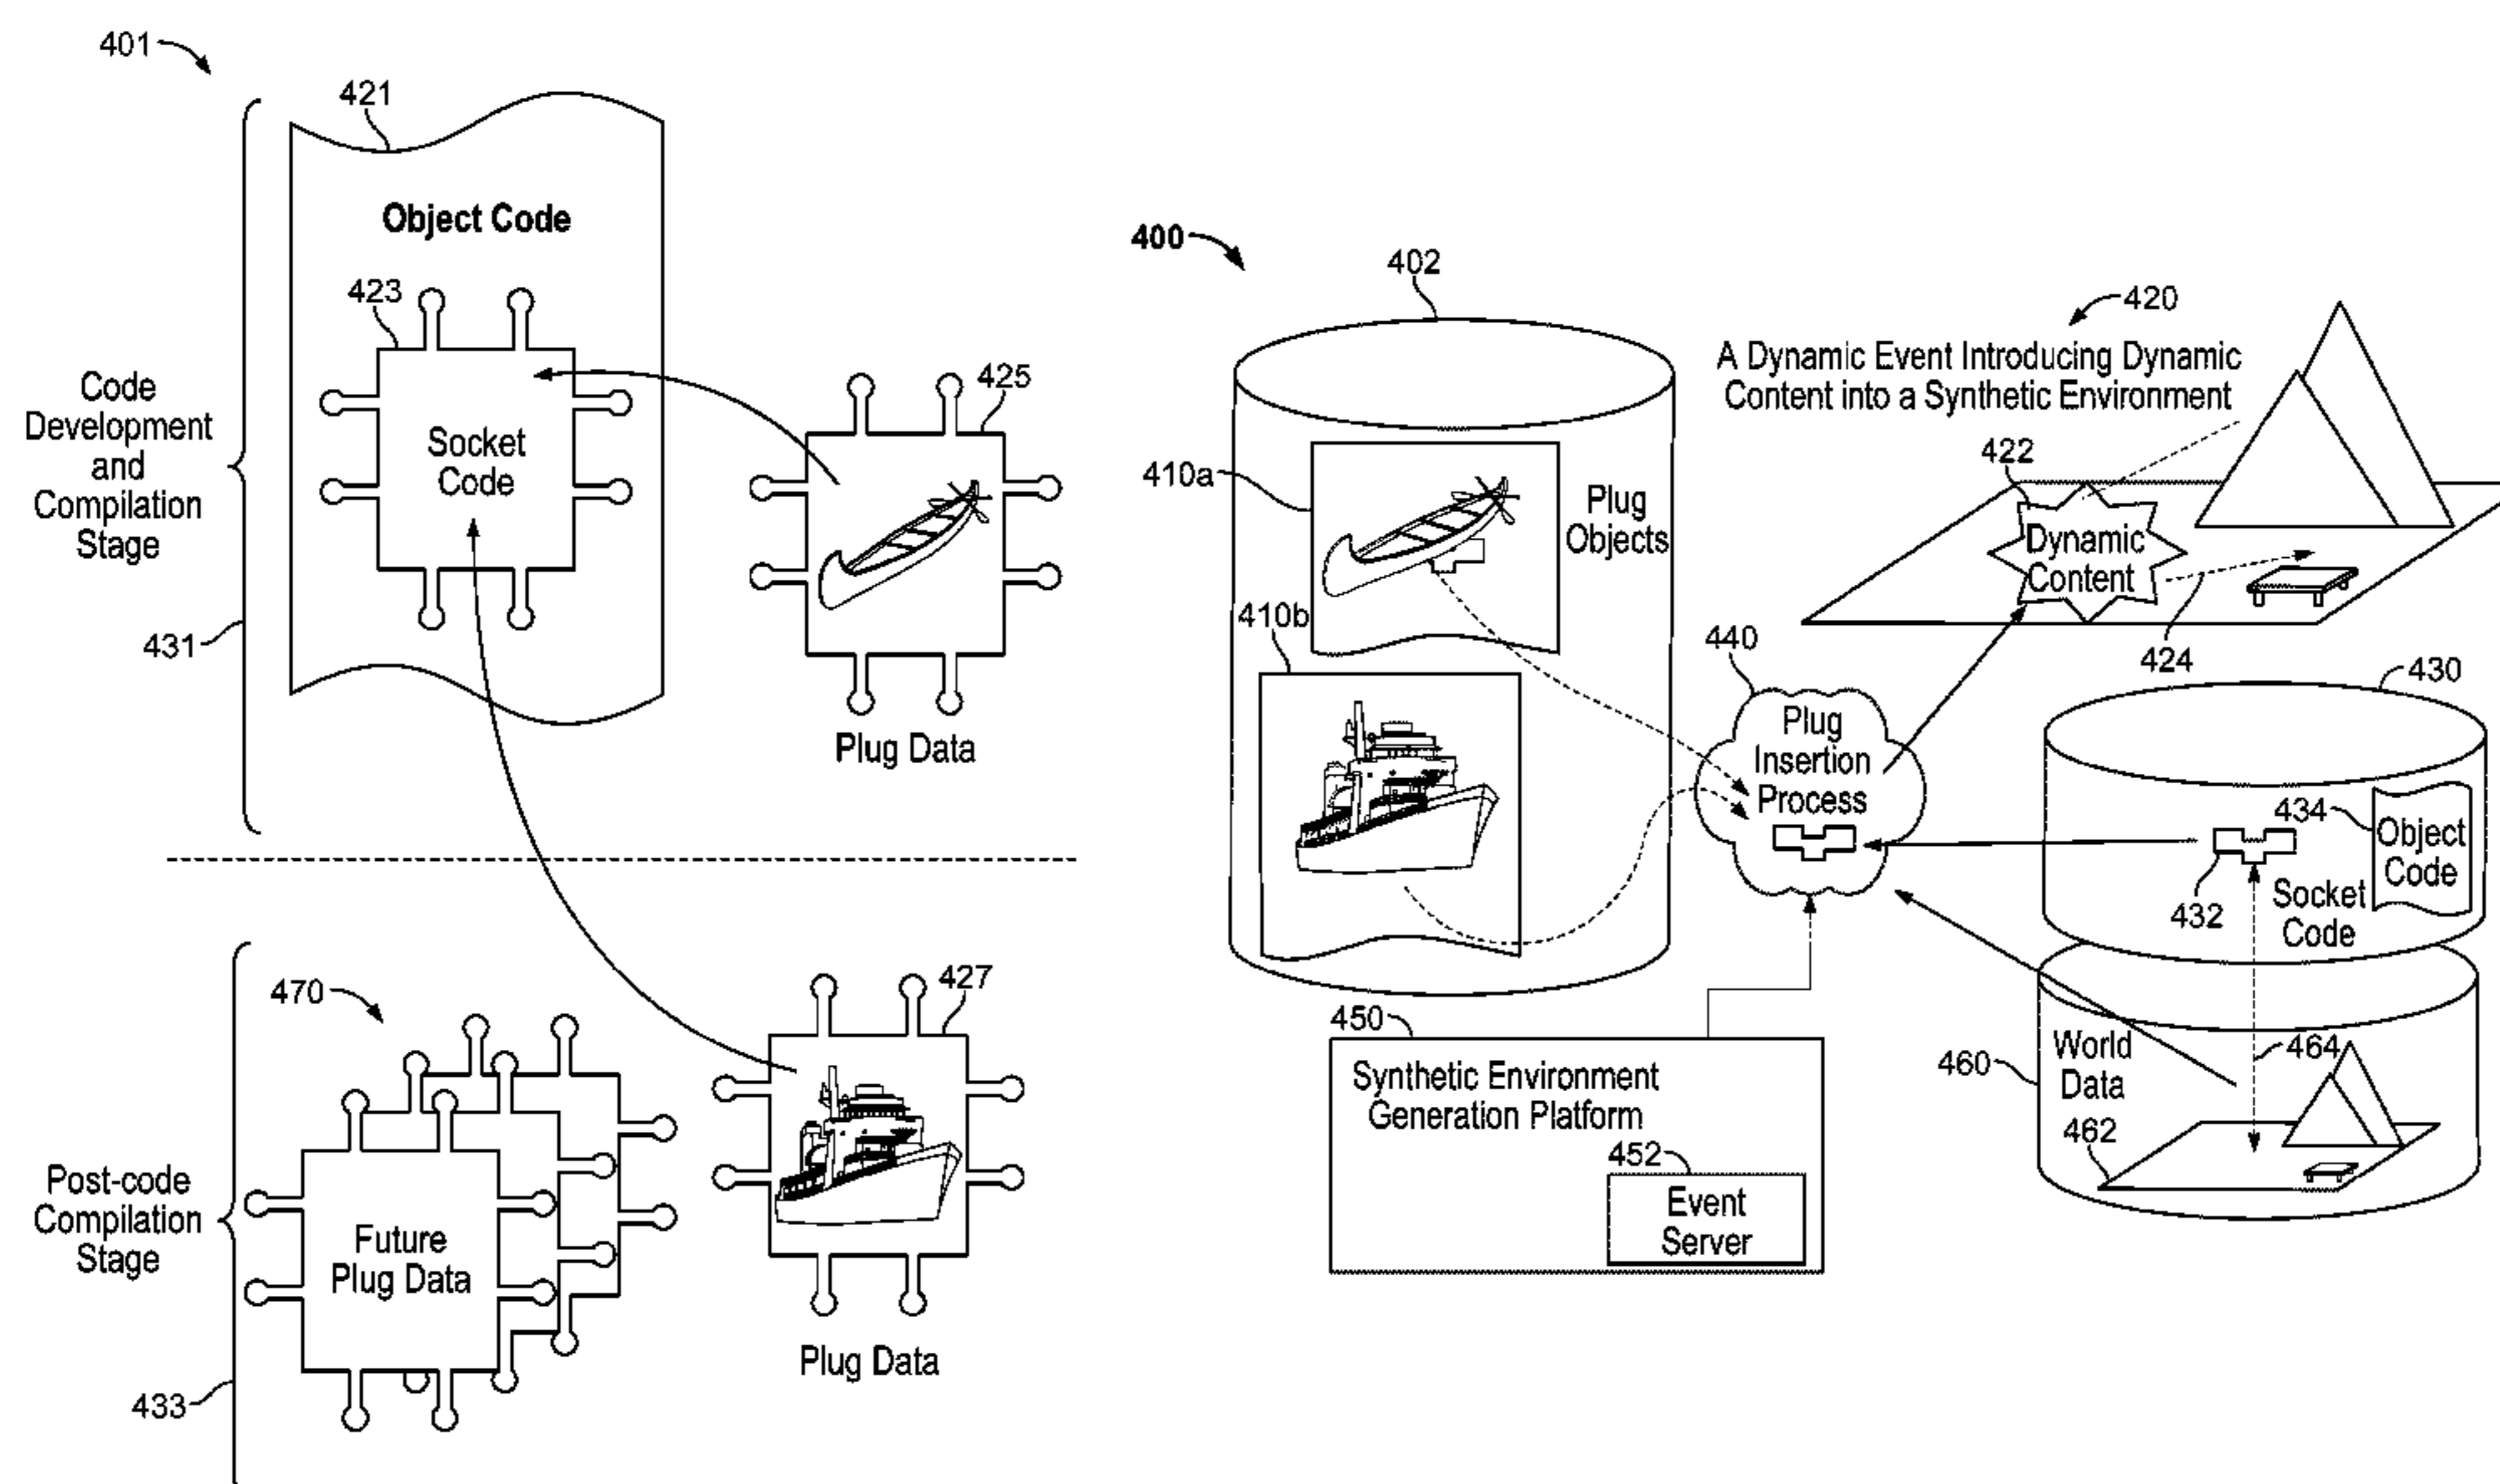 401
421
Object Code
423
Socket
Code
425
Code
Development
and
Compilation
Stage
431
Plug Data
470
427
Post-code
Compilation
Stage
Future
Plug Data
433
Plug Data
400
402
410a
Plug
Objects
410b
420
A Dynamic Event Introducing Dynamic
Content into a Synthetic Environment
422
Dynamic
Content
424
440
Plug
Insertion
Process
430
434
Object
Code
432
Socket
Code
450
Synthetic Environment
Generation Platform
452
Event
Server
460
World
Data
464
462